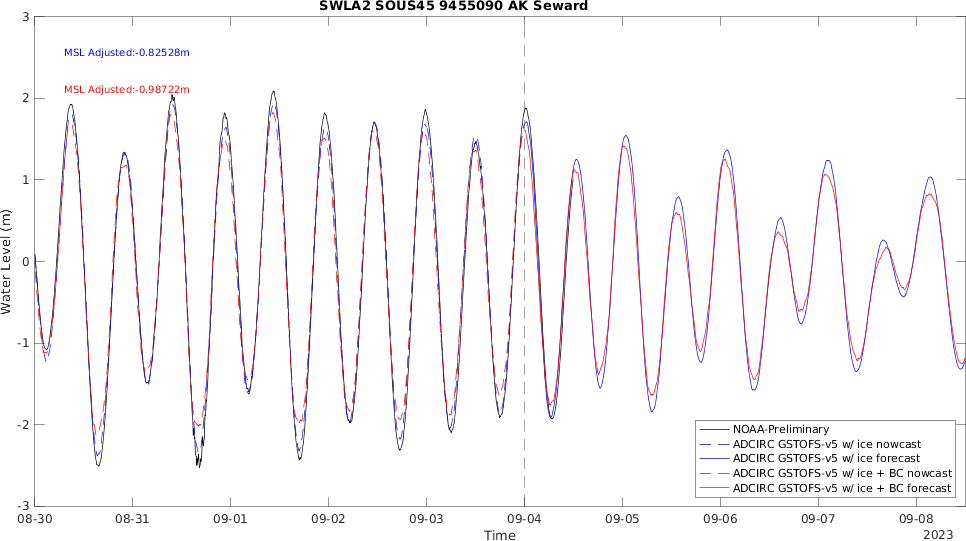 SWLA2 SOUS45 9455090 AK Seward
MSL Adjusted:-0.82528m
MSL Adjusted:-0.98722m
3
2
1
0
-1
-2
-3
Water Level (m)
NOAA-Preliminary
ADCIRC GSTOFS-v5 w/ ice nowcast
ADCIRC GSTOFS-v5 w/ ice forecast
ADCIRC GSTOFS-v5 w/ ice + BC nowcast
ADCIRC GSTOFS-v5 w/ ice + BC forecast
08-30 08-31 09-01 09-02 09-03 09-04 09-05 09-06 09-07 09-08
Time
2023